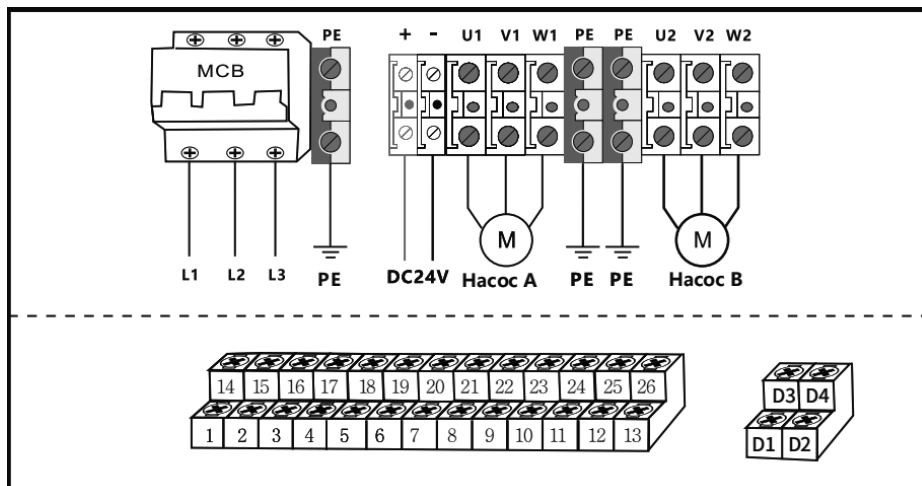 PE + - U1 V1 W1 PE PE U2 V2 W2
MCB
M M
L1 L2 L3 PE DC24V Насос А PE PE Насос В
14 15 16 17 18 19 20 21 22 23 24 25 26
D3 D4
1 2 3 4 5 6 7 8 9 10 11 12 13
D1 D2